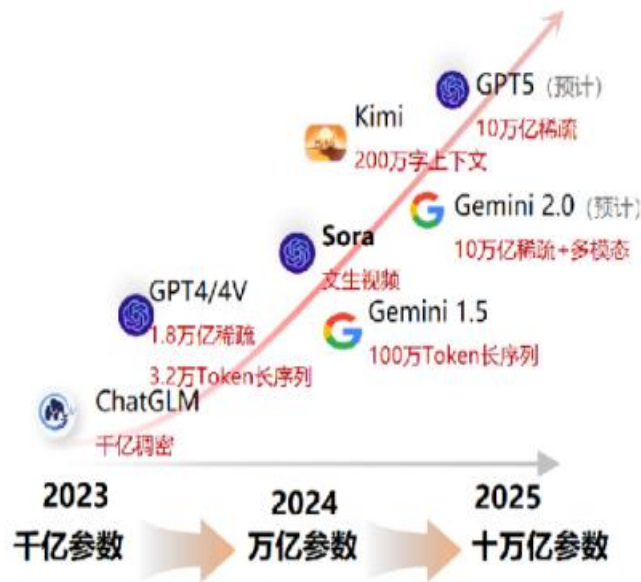 GPT5 (预计)
10万亿稀疏
Kimi
200万字上下文
Gemini 2.0 (预计)
10万亿稀疏+多模态
Sora
文生视频
GPT4/4V
1.8万亿稀疏
3.2万Token长序列
Gemini 1.5
100万Token长序列
ChatGLM
千亿稠密
2023
千亿参数
2024
万亿参数
2025
十万亿参数